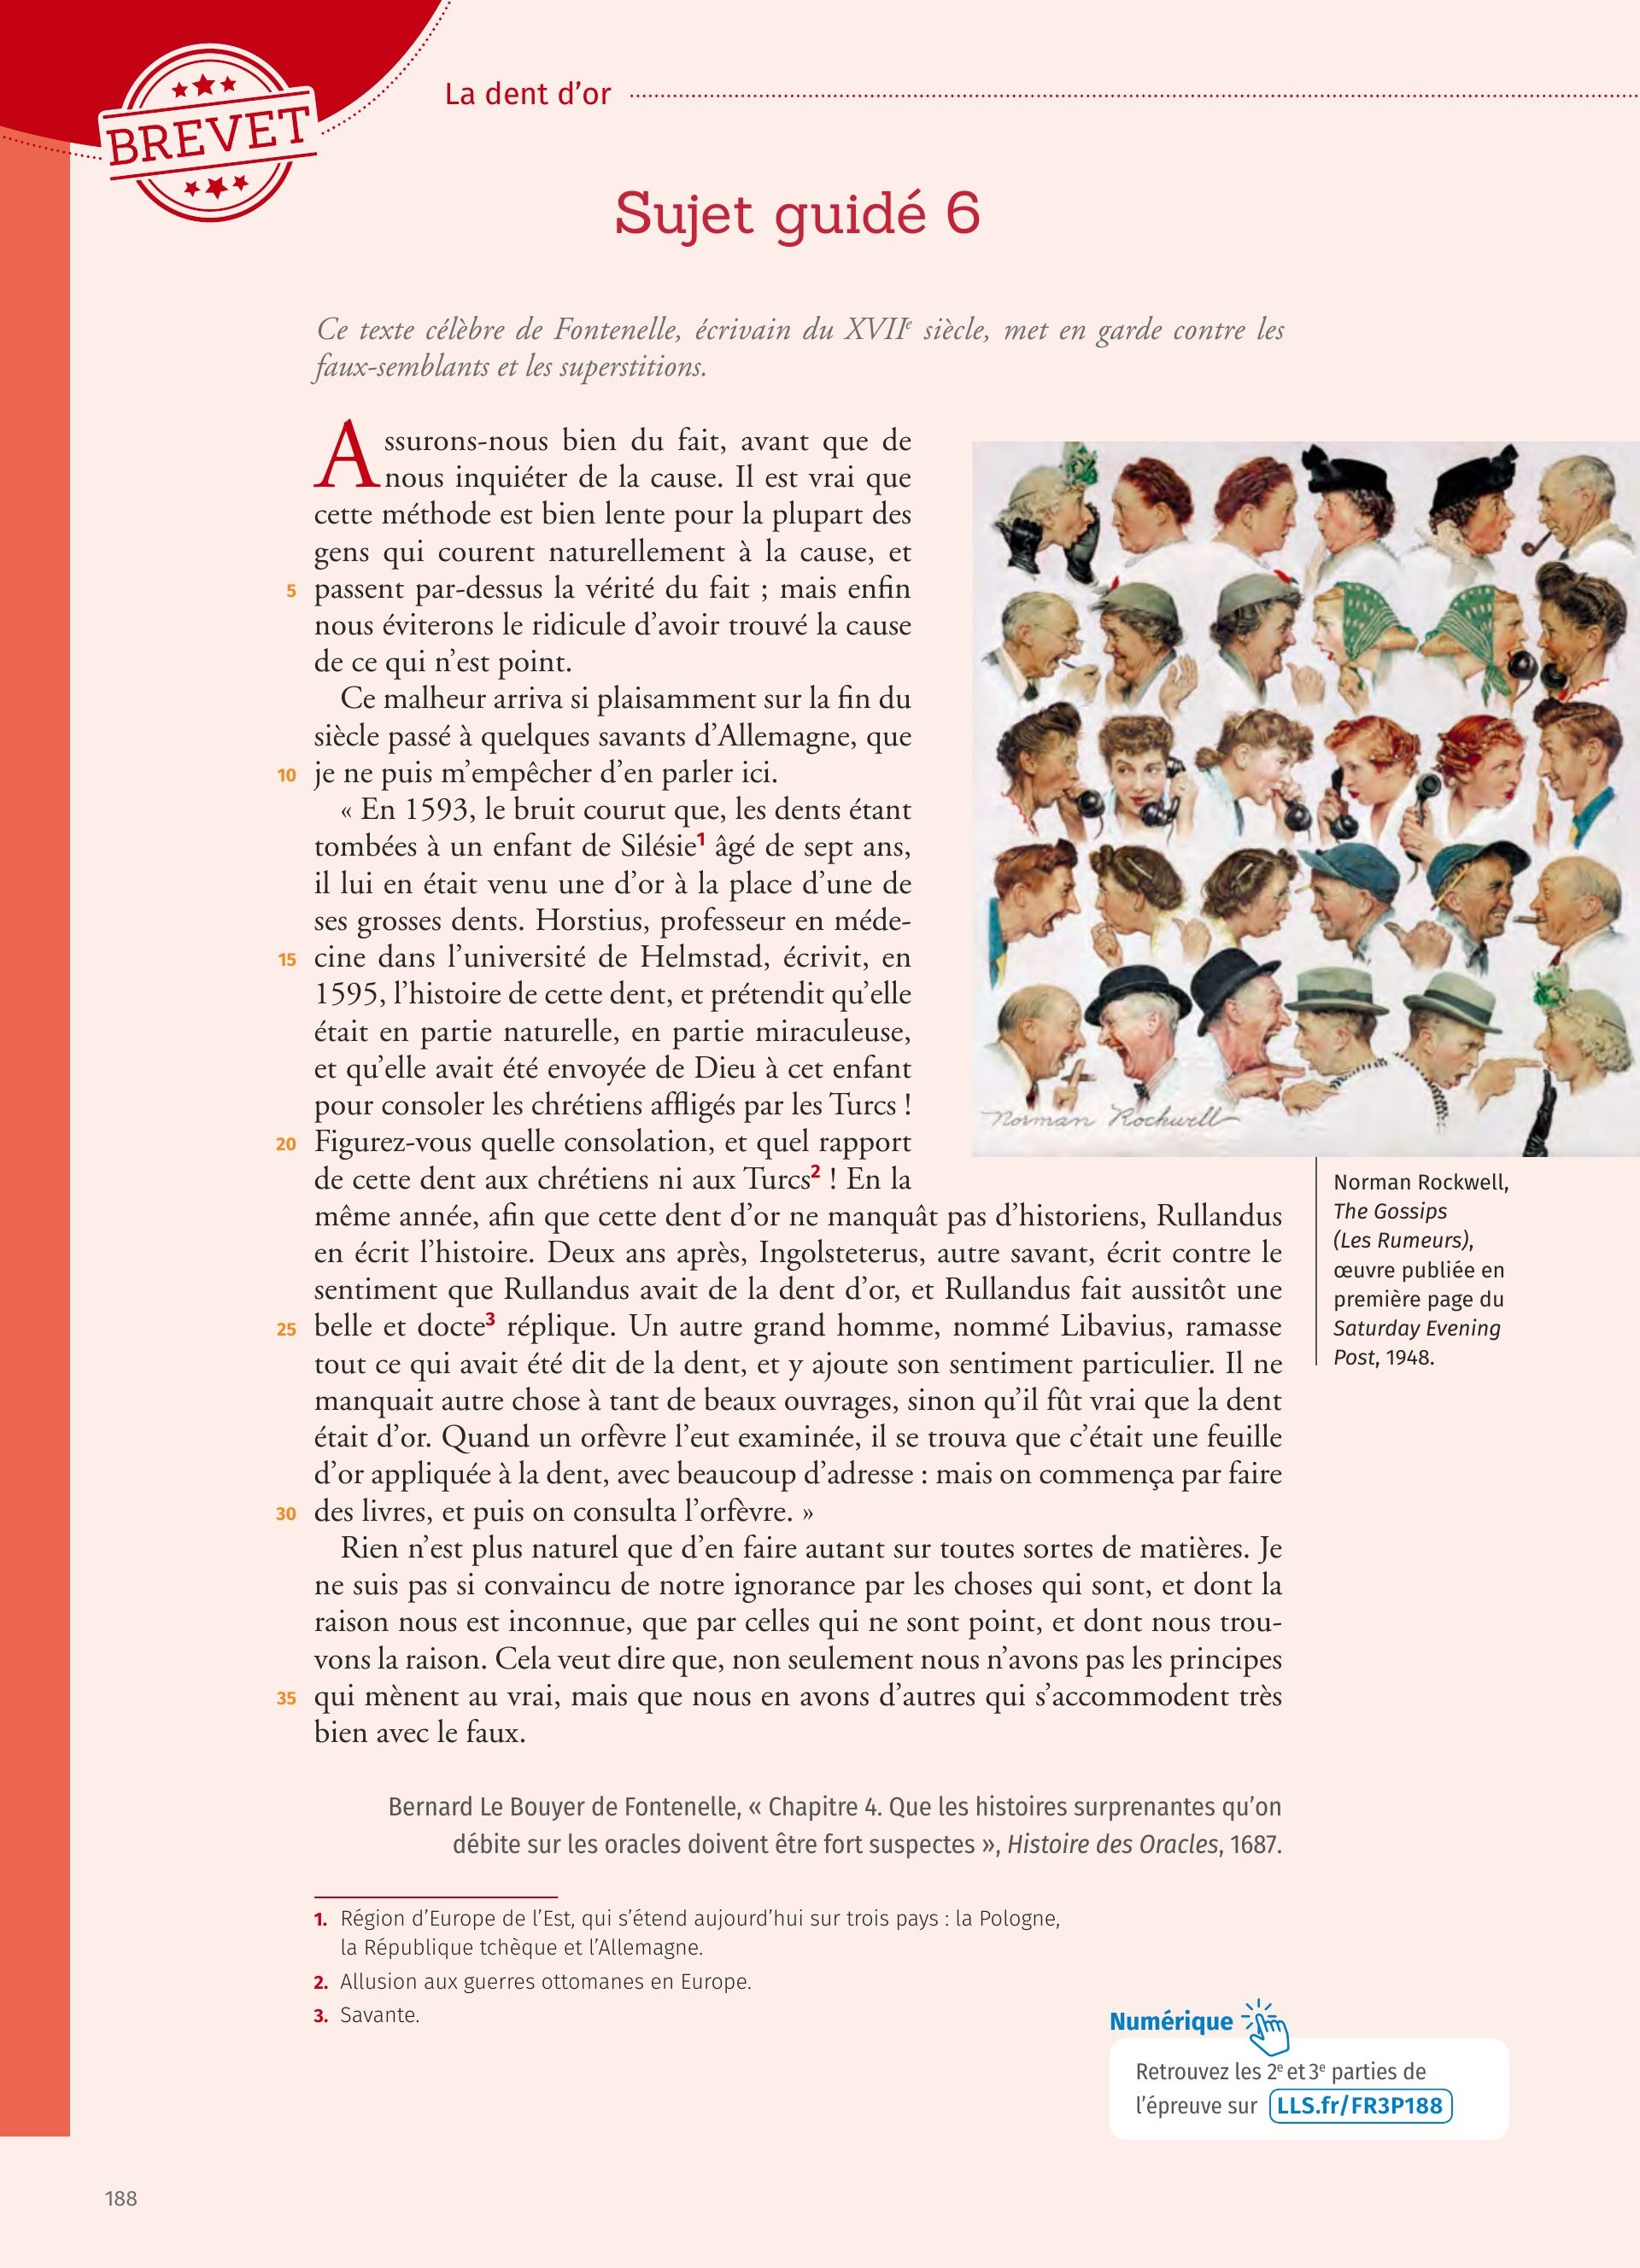 La dent d'or
BREVET
Sujet guidé 6
Ce texte célèbre de Fontenelle, écrivain du XVIIe siècle, met en garde contre les
faux-semblants et les superstitions.
Assurons-nous bien du fait, avant que de
nous inquiéter de la cause. Il est vrai que
cette méthode est bien lente pour la plupart des
gens qui courent naturellement à la cause, et
5 passent par-dessus la vérité du fait ; mais enfin
nous éviterons le ridicule d'avoir trouvé la cause
de ce qui n'est point.
Ce malheur arriva si plaisamment sur la fin du
siècle passé à quelques savants d'Allemagne, que
10 je ne puis m'empêcher d'en parler ici.
« En 1593, le bruit courut que, les dents étant
tombées à un enfant de Silésie1 âgé de sept ans,
il lui en était venu une d'or à la place d'une de
ses grosses dents. Horstius, professeur en méde-
15 cine dans l'université de Helmstad, écrivit, en
1595, l'histoire de cette dent, et prétendit qu'elle
était en partie naturelle, en partie miraculeuse,
et qu'elle avait été envoyée de Dieu à cet enfant
pour consoler les chrétiens affligés par les Turcs !
20 Figurez-vous quelle consolation, et quel rapport
de cette dent aux chrétiens ni aux Turcs2 ! En la
même année, afin que cette dent d'or ne manquât pas d'historiens, Rullandus
en écrit l'histoire. Deux ans après, Ingolsteterus, autre savant, écrit contre le
sentiment que Rullandus avait de la dent d'or, et Rullandus fait aussitôt une
25 belle et docte3 réplique. Un autre grand homme, nommé Libavius, ramasse
tout ce qui avait été dit de la dent, et y ajoute son sentiment particulier. Il ne
manquait autre chose à tant de beaux ouvrages, sinon qu'il fût vrai que la dent
était d'or. Quand un orfèvre l'eut examinée, il se trouva que c'était une feuille
d'or appliquée à la dent, avec beaucoup d'adresse : mais on commença par faire
30 des livres, et puis on consulta l'orfèvre. »
Rien n'est plus naturel que d'en faire autant sur toutes sortes de matières. Je
ne suis pas si convaincu de notre ignorance par les choses qui sont, et dont la
raison nous est inconnue, que par celles qui ne sont point, et dont nous trou-
vons la raison. Cela veut dire que, non seulement nous n'avons pas les principes
35 qui mènent au vrai, mais que nous en avons d'autres qui s'accommodent très
bien avec le faux.
Bernard Le Bouyer de Fontenelle, « Chapitre 4. Que les histoires surprenantes qu'on
débite sur les oracles doivent être fort suspectes », Histoire des Oracles, 1687.
Norman Rockwell
Norman Rockwell,
The Gossips
(Les Rumeurs),
œuvre publiée en
première page du
Saturday Evening
Post, 1948.
1. Région d'Europe de l'Est, qui s'étend aujourd'hui sur trois pays : la Pologne,
la République tchèque et l'Allemagne.
2. Allusion aux guerres ottomanes en Europe.
3. Savante.
Numérique
Retrouvez les 2e et 3e parties de
l'épreuve sur LLS.fr/FR3P188
188